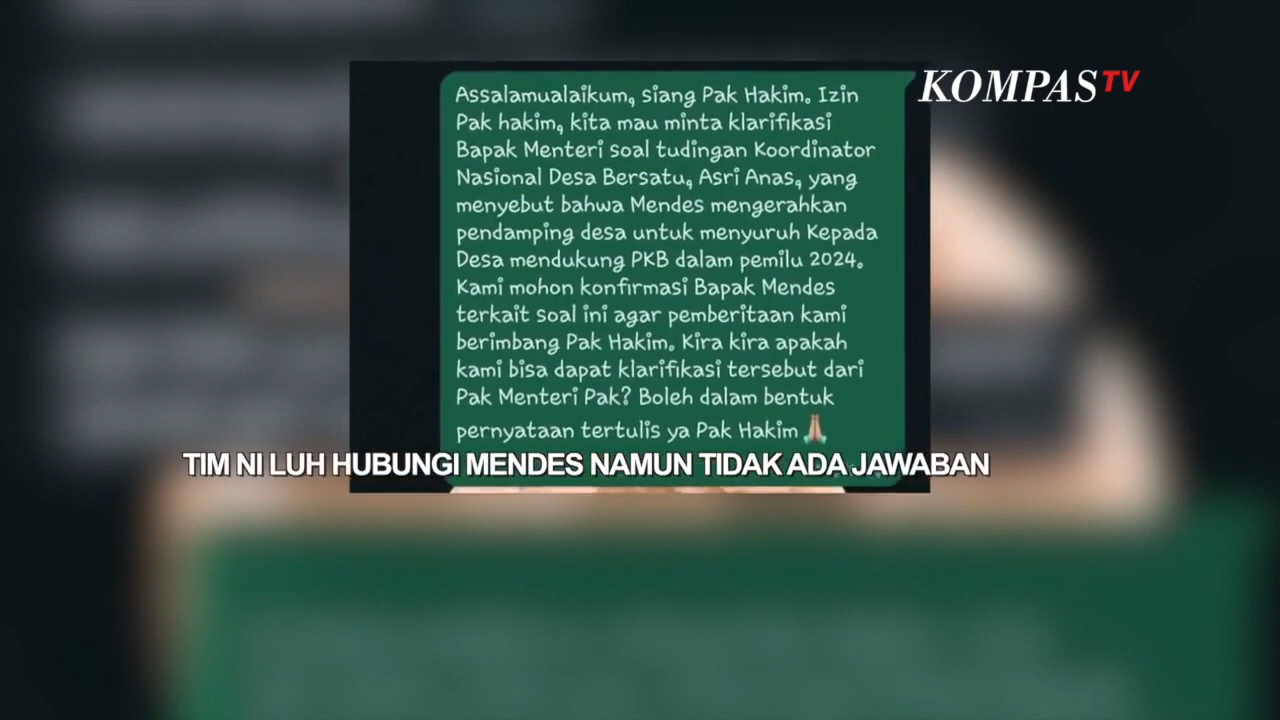 KOMPAS TV
Assalamualaikum, siang Pak Hakim. Izin
Pak hakim, kita mau minta klarifikasi
Bapak Menteri soal tudingan Koordinator
Nasional Desa Bersatu, Asri Anas, yang
menyebut bahwa Mendes mengerahkan
pendamping desa untuk menyuruh Kepada
Desa mendukung PKB dalam pemilu 2024.
Kami mohon konfirmasi Bapak Mendes
terkait soal ini agar pemberitaan kami
berimbang Pak Hakim. Kira kira apakah
kami bisa dapat klarifikasi tersebut dari
Pak Menteri Pak? Boleh dalam bentuk
pernyataan tertulis ya Pak Hakim 🙏
TIM NI LUH HUBUNGI MENDES NAMUN TIDAK ADA JAWABAN